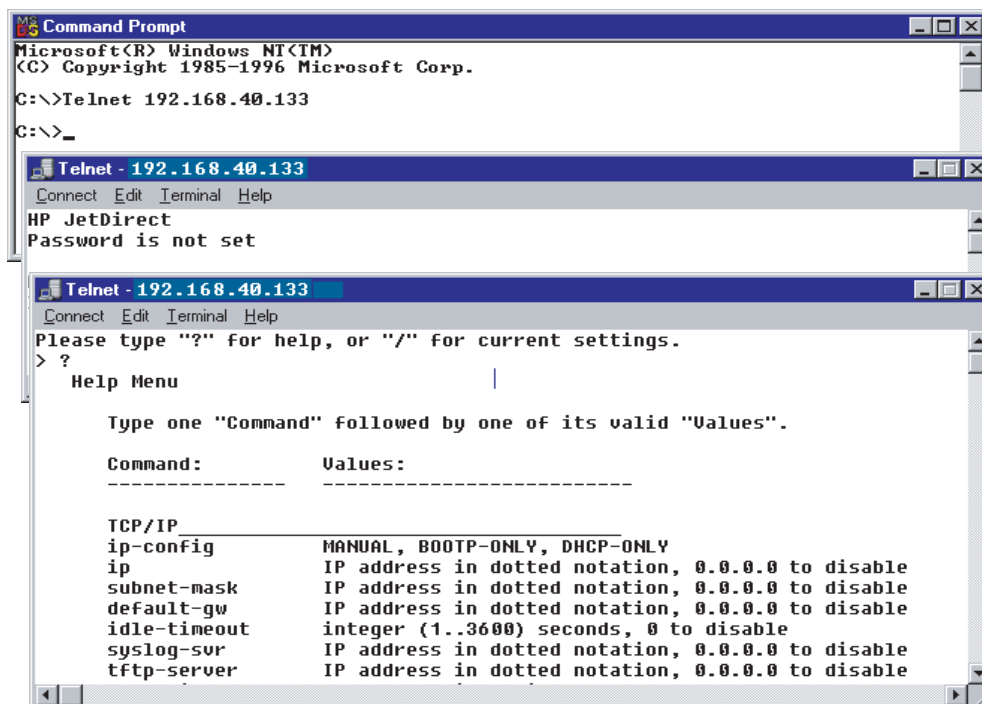 Command Prompt
Microsoft(R) Windows NT(TM)
(C) Copyright 1985-1996 Microsoft Corp.
C:\>Telnet 192.168.40.133
C:\>_
Telnet - 192.168.40.133
Connect Edit Terminal Help
HP JetDirect
Password is not set
Telnet - 192.168.40.133
Connect Edit Terminal Help
Please type "?" for help, or "/" for current settings.
> ?
Help Menu
Type one "Command" followed by one of its valid "Values".
Command: Values:
--------------- --------------------------
TCP/IP_____________________________________
ip-config MANUAL, BOOTP-ONLY, DHCP-ONLY
ip IP address in dotted notation, 0.0.0.0 to disable
subnet-mask IP address in dotted notation, 0.0.0.0 to disable
default-gw IP address in dotted notation, 0.0.0.0 to disable
idle-timeout integer (1..3600) seconds, 0 to disable
syslog-svr IP address in dotted notation, 0.0.0.0 to disable
tftp-server IP address in dotted notation, 0.0.0.0 to disable